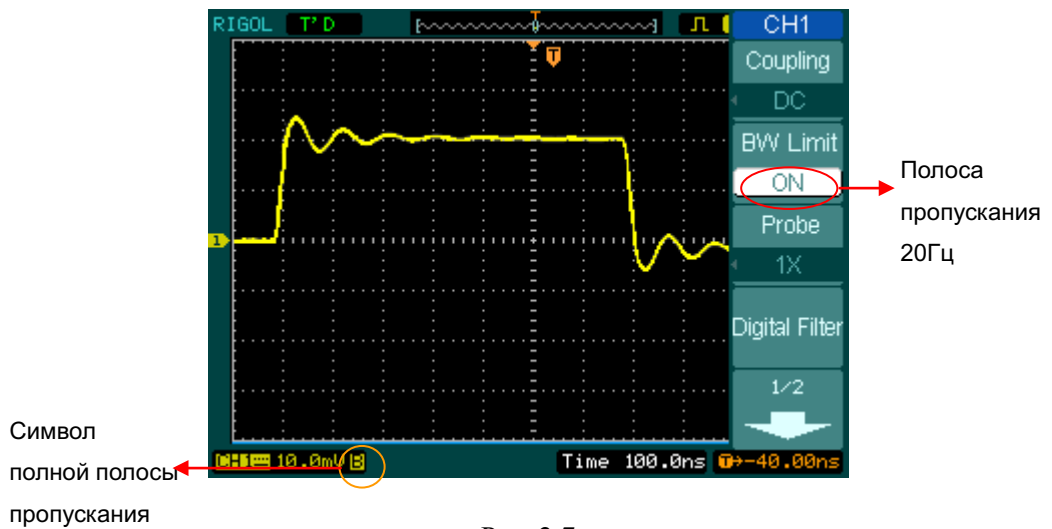 RIGOL T'D T CH1
T
Coupling
DC
BW Limit
ON
Probe
1X
Digital Filter
1/2
1
CH1 10.0mV B Time 100.0ns T→-40.00ns
Полоса
пропускания
20Гц
Символ
полной полосы
пропускания